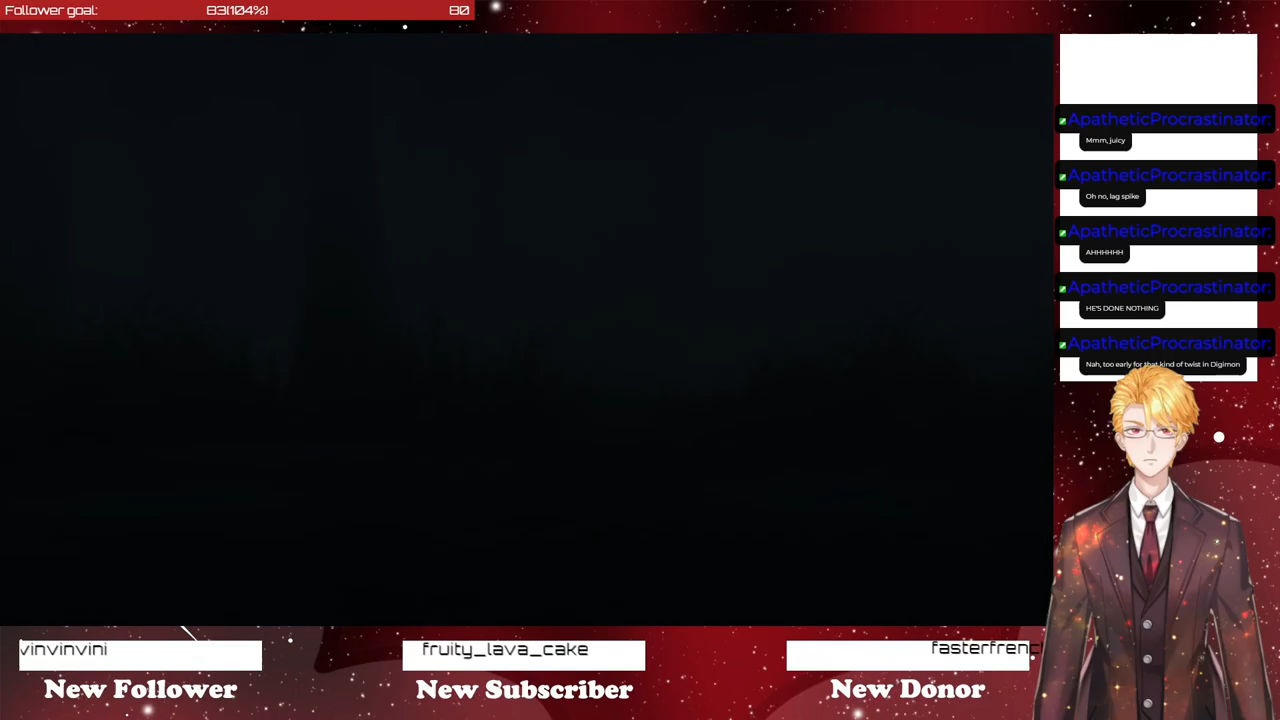 Follower goal: 83(104%) 80
ApatheticProcrastinator:
Mmm, juicy
ApatheticProcrastinator:
Oh no, lag spike
ApatheticProcrastinator:
AHHHHHH
ApatheticProcrastinator:
HE'S DONE NOTHING
ApatheticProcrastinator:
Nah, too early for that kind of twist in Digimon
vinvinvini fruity_lava_cake fasterfrenc
New Follower New Subscriber New Donor